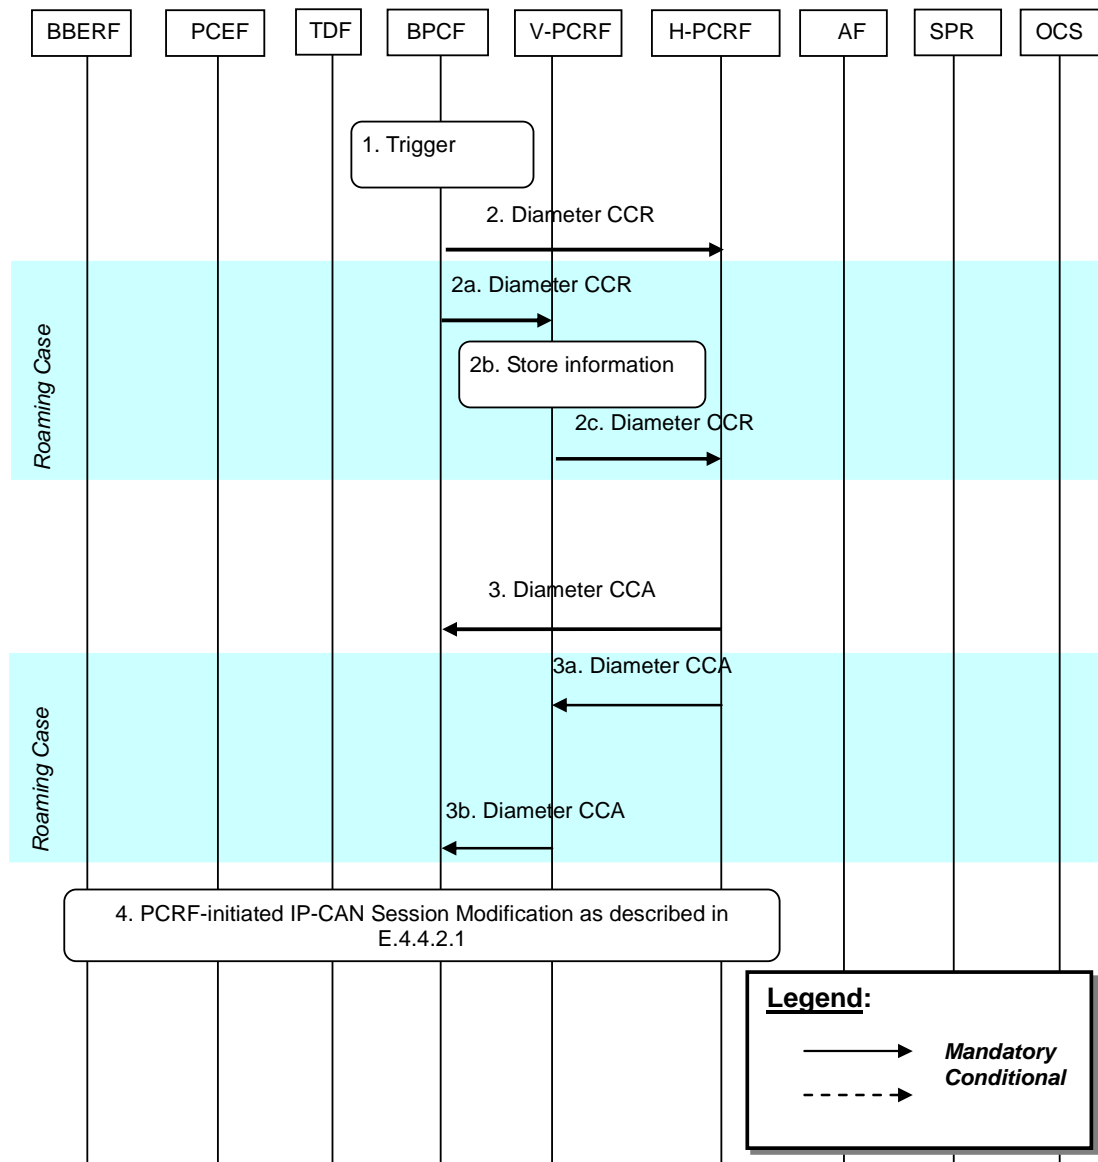 BBERF PCEF TDF BPCF V-PCRF H-PCRF AF SPR OCS
1. Trigger
2. Diameter CCR
Roaming Case
2a. Diameter CCR
2b. Store information
2c. Diameter CCR
3. Diameter CCA
Roaming Case
3a. Diameter CCA
3b. Diameter CCA
4. PCRF-initiated IP-CAN Session Modification as described in
E.4.4.2.1
Legend:
Mandatory
Conditional